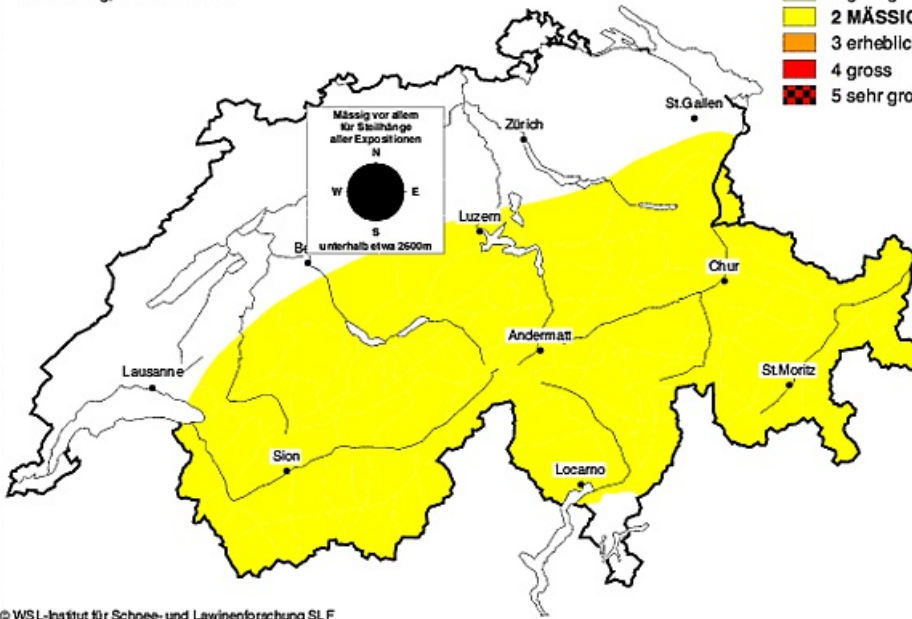 2 MÄSSIG
3 erheblic
4 gross
5 sehr gro
St.Gallen
Zürich
Mässig vor allem
für Steilhänge
aller Expositionen
N
W E
S
unterhalb etwa 2600m
Luzern
Be
Chur
Andermatt
Lausanne
St.Moritz
Sion
Locarno
© WSL-Institut für Schnee- und Lawinenforschung SLF